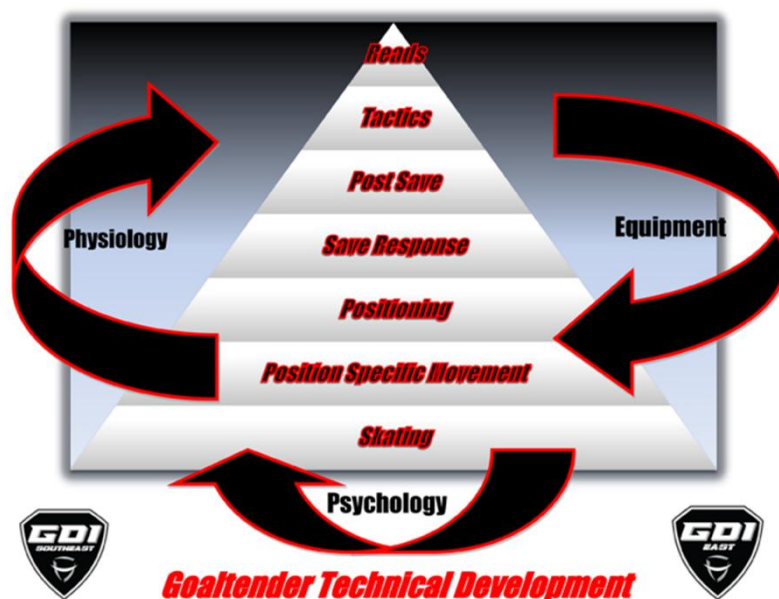 Reads
Tactics
Post Save
Physiology
Equipment
Save Response
Positioning
Position Specific Movement
Skating
Psychology
GDI
SOUTHEAST
GDI
EAST
Goaltender Technical Development